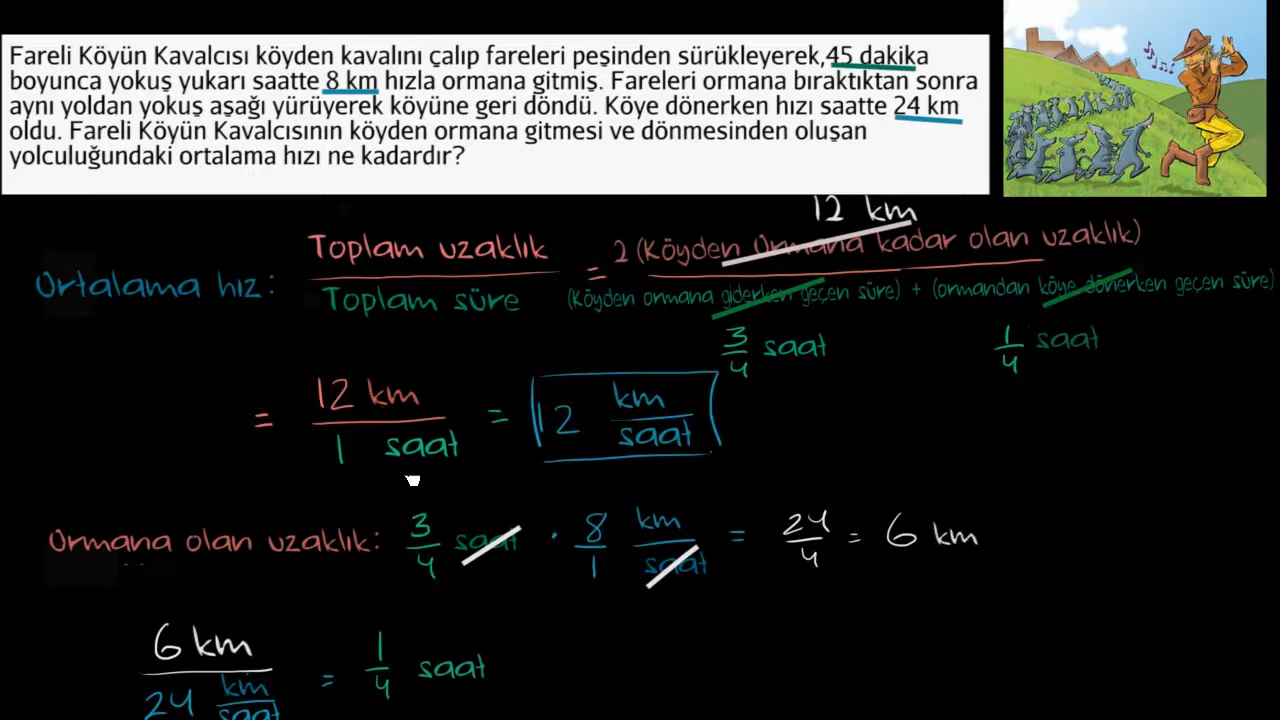 Fareli Köyün Kavalcısı köyden kavalını çalıp fareleri peşinden sürükleyerek,45 dakika
boyunca yokuş yukarı saatte 8 km hızla ormana gitmiş. Fareleri ormana bıraktıktan sonra
aynı yoldan yokuş aşağı yürüyerek köyüne geri döndü. Köye dönerken hızı saatte 24 km
oldu. Fareli Köyün Kavalcısının köyden ormana gitmesi ve dönmesinden oluşan
yolculuğundaki ortalama hızı ne kadardır?
12 km
Ortalama hız: Toplam uzaklık / Toplam süre = 2 (Köyden Ormana kadar olan uzaklık) / (Köyden ormana giderken geçen süre) + (ormandan köye dönerken geçen süre)
3/4 saat 1/4 saat
= 12 km / 1 saat = 12 km/saat
Ormana olan uzaklık: 3/4 saat · 8/1 km/saat = 24/4 = 6 km
6 km / 24 km/saat = 1/4 saat